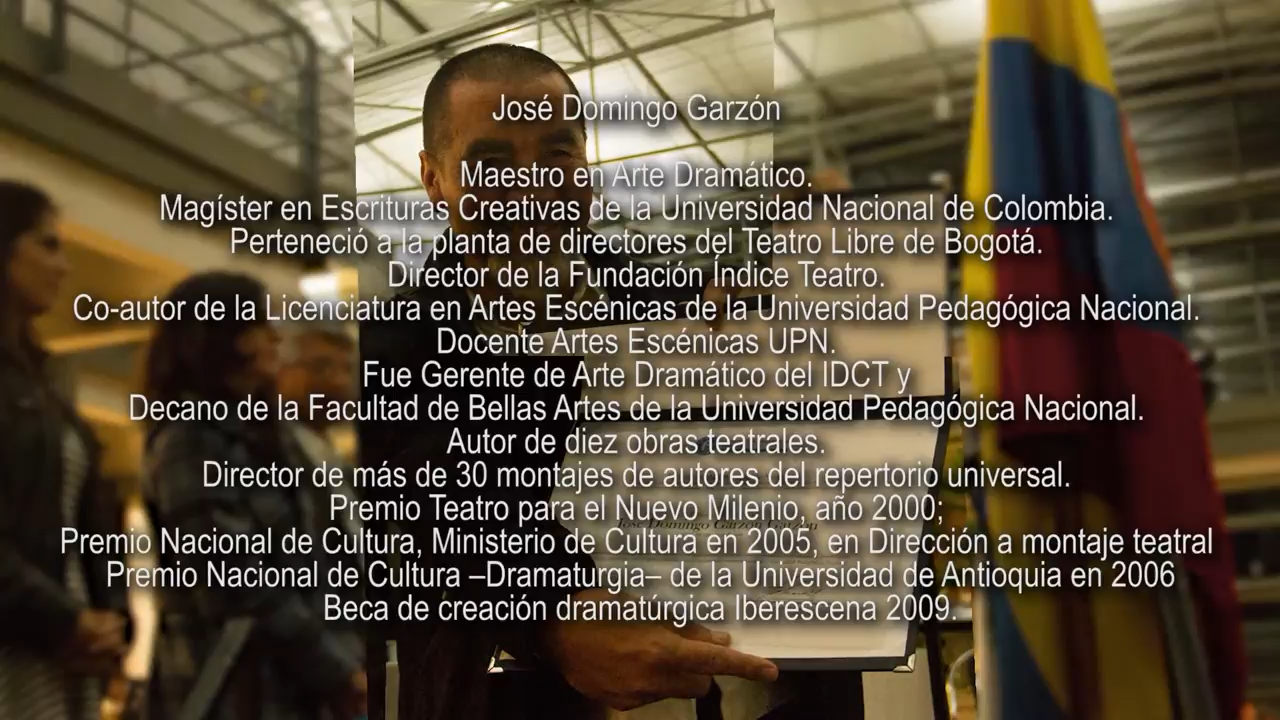 José Domingo Garzón
Maestro en Arte Dramático.
Magíster en Escrituras Creativas de la Universidad Nacional de Colombia.
Perteneció a la planta de directores del Teatro Libre de Bogotá.
Director de la Fundación Índice Teatro.
Co-autor de la Licenciatura en Artes Escénicas de la Universidad Pedagógica Nacional.
Docente Artes Escénicas UPN.
Fue Gerente de Arte Dramático del IDCT y
Decano de la Facultad de Bellas Artes de la Universidad Pedagógica Nacional.
Autor de diez obras teatrales.
Director de más de 30 montajes de autores del repertorio universal.
Premio Teatro para el Nuevo Milenio, año 2000;
José Domingo Garzón Garzón
Premio Nacional de Cultura, Ministerio de Cultura en 2005, en Dirección a montaje teatral
Premio Nacional de Cultura –Dramaturgia– de la Universidad de Antioquia en 2006
Beca de creación dramatúrgica Iberescena 2009.